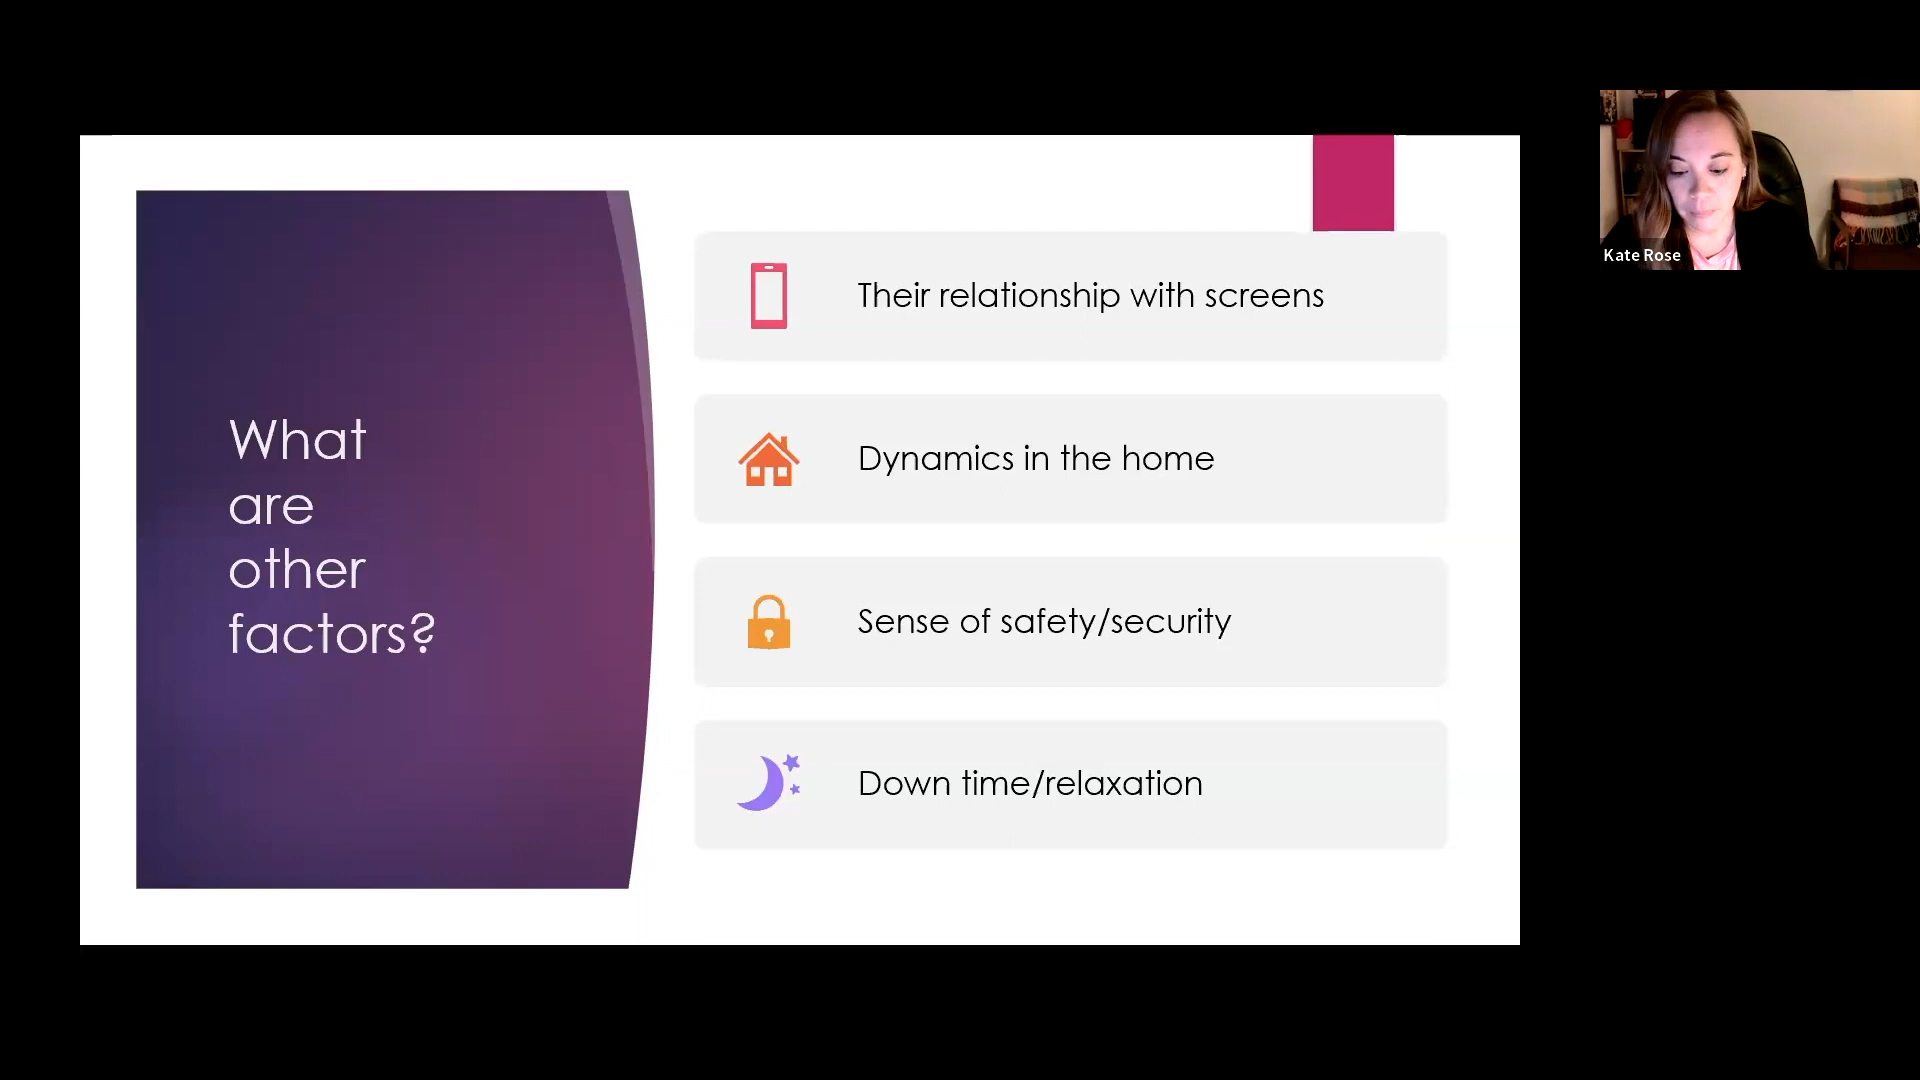 What
are
other
factors?
Their relationship with screens
Dynamics in the home
Sense of safety/security
Down time/relaxation
Kate Rose